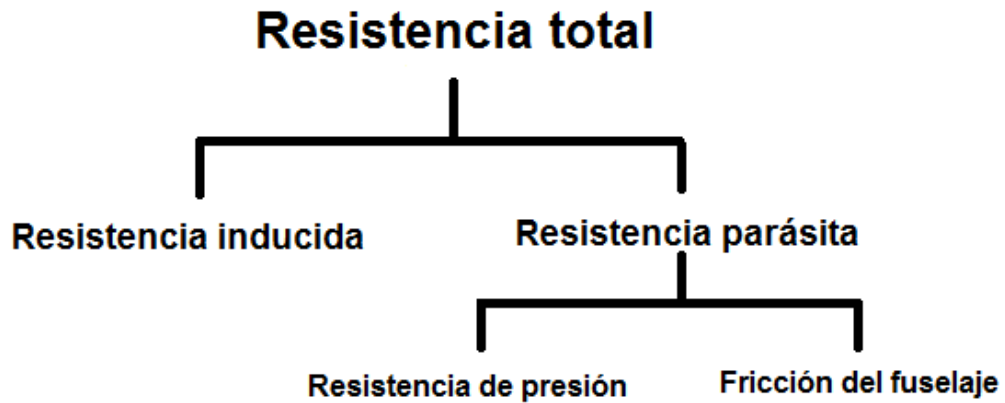 Resistencia total
Resistencia inducida
Resistencia parásita
Resistencia de presión
Fricción del fuselaje